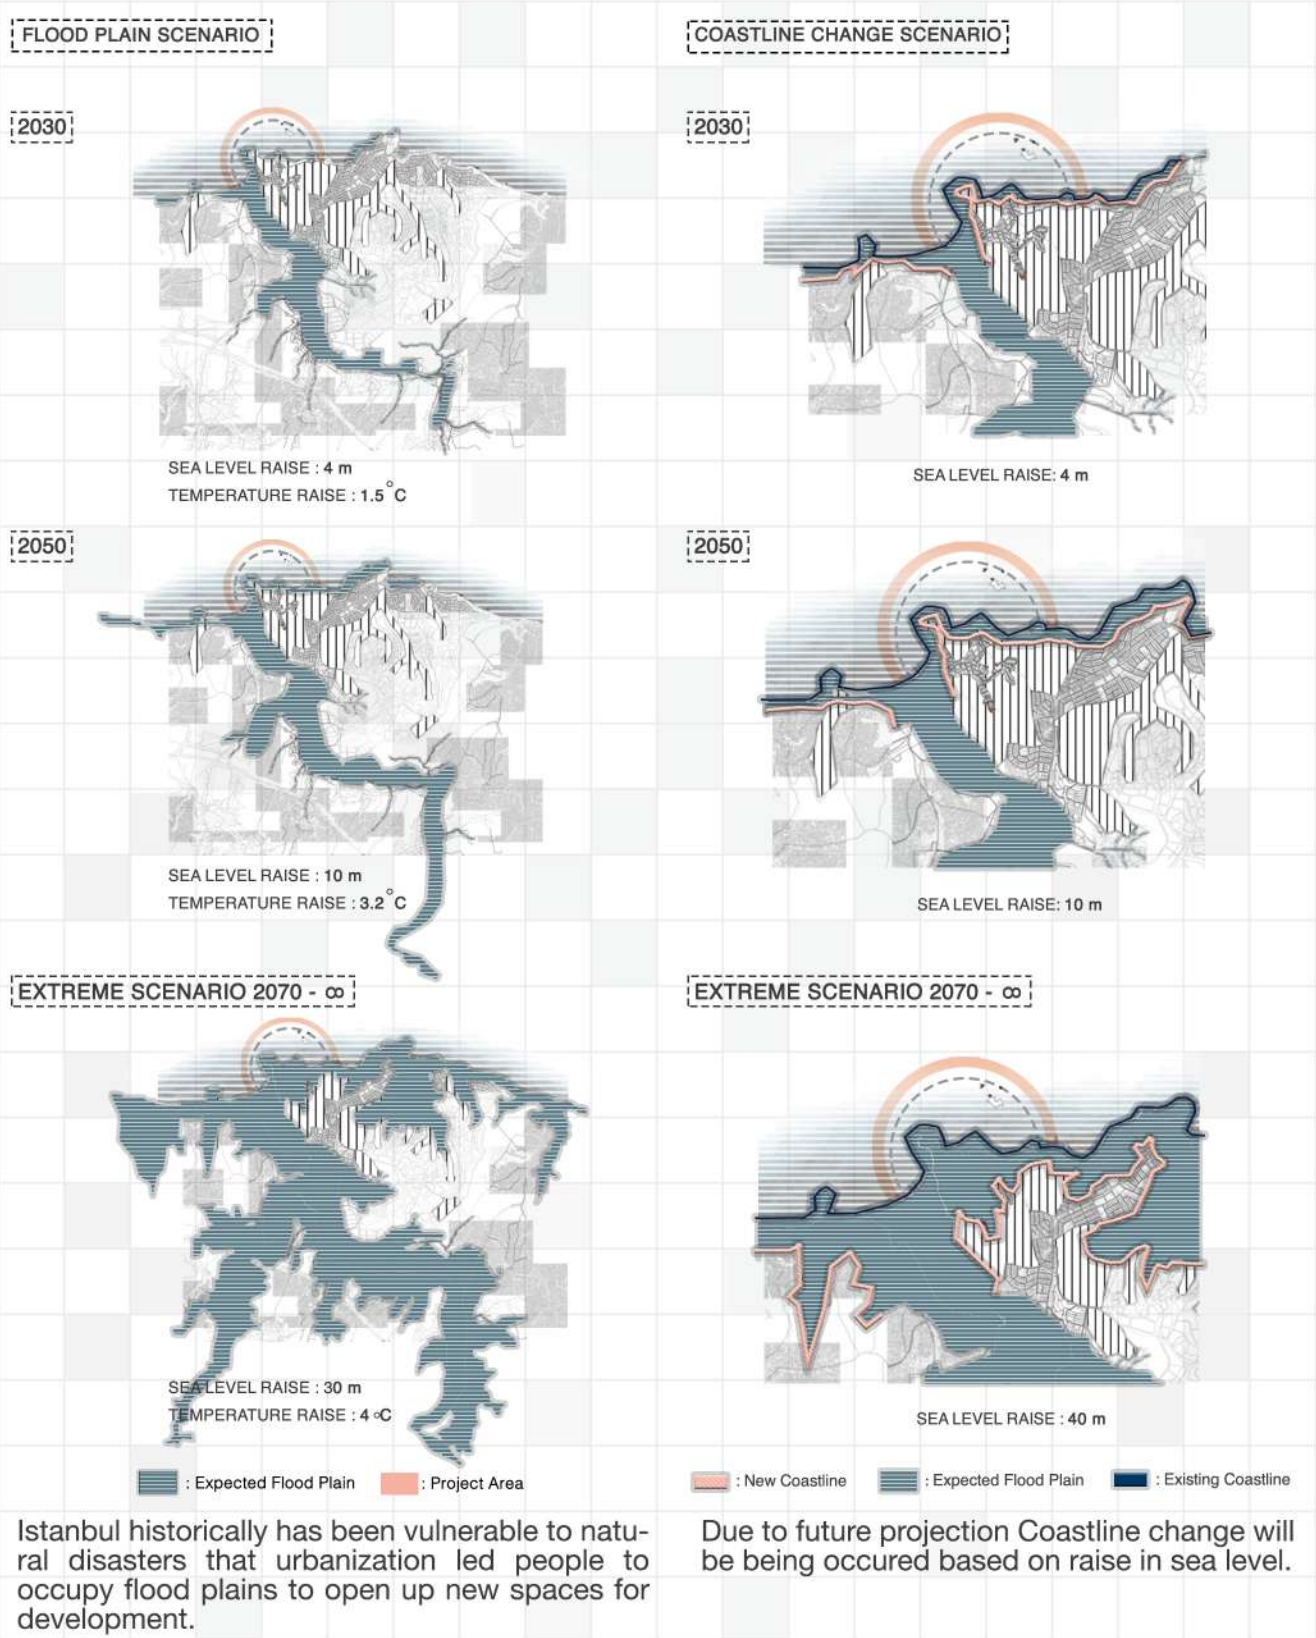 FLOOD PLAIN SCENARIO
2030
SEA LEVEL RAISE : 4 m
TEMPERATURE RAISE : 1.5°C
2050
SEA LEVEL RAISE : 10 m
TEMPERATURE RAISE : 3.2°C
EXTREME SCENARIO 2070 - ∞
SEA LEVEL RAISE : 30 m
TEMPERATURE RAISE : 4°C
: Expected Flood Plain
: Project Area
Istanbul historically has been vulnerable to natu-
ral disasters that urbanization led people to
occupy flood plains to open up new spaces for
development.
COASTLINE CHANGE SCENARIO
2030
SEA LEVEL RAISE: 4 m
2050
SEA LEVEL RAISE: 10 m
EXTREME SCENARIO 2070 - ∞
SEA LEVEL RAISE : 40 m
: New Coastline
: Expected Flood Plain
: Existing Coastline
Due to future projection Coastline change will
be being occured based on raise in sea level.